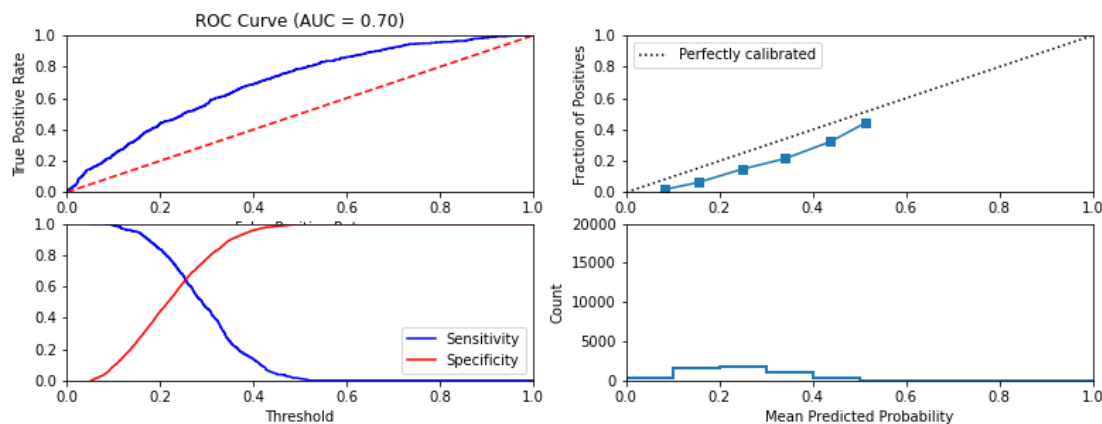 ROC Curve (AUC = 0.70)
True Positive Rate
1.0
0.8
0.6
0.4
0.2
0.0
0.0 0.2 0.4 0.6 0.8 1.0
Perfectly calibrated
Fraction of Positives
1.0
0.8
0.6
0.4
0.2
0.0
0.0 0.2 0.4 0.6 0.8 1.0
1.0
0.8
0.6
0.4
0.2
0.0
Sensitivity
Specificity
0.0 0.2 0.4 0.6 0.8 1.0
Threshold
Count
20000
15000
10000
5000
0
0.0 0.2 0.4 0.6 0.8 1.0
Mean Predicted Probability